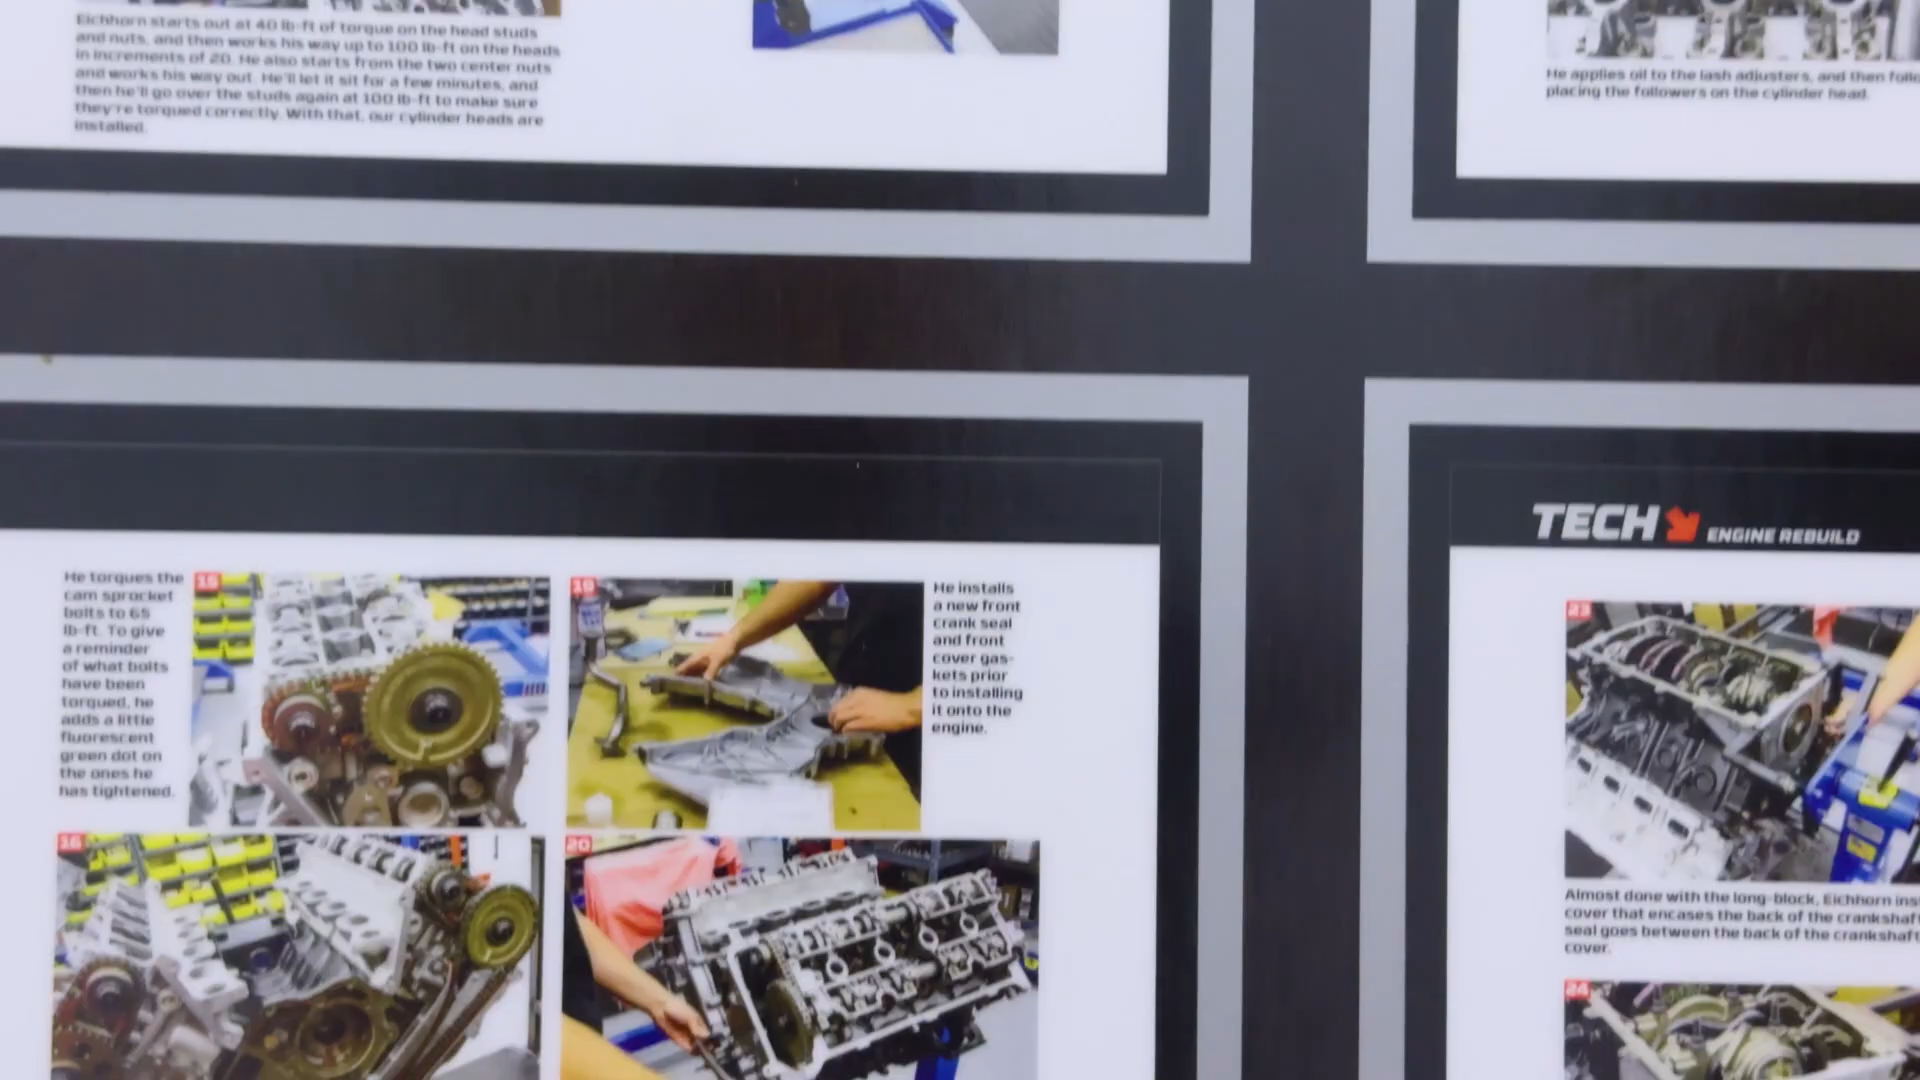 Eichhorn starts out at 40 lb-ft of torque on the head studs
and nuts, and then works his way up to 100 lb-ft on the heads
in increments of 20. He also starts from the two center nuts
and works his way out. He'll let it sit for a few minutes, and
then he'll go over the studs again at 100 lb-ft to make sure
they're torqued correctly. With that, our cylinder heads are
installed.
He applies oil to the lash adjusters, and then follo
placing the followers on the cylinder head.
He torques the
cam sprocket
bolts to 65
lb-ft. To give
a reminder
of what bolts
have been
torqued, he
adds a little
fluorescent
green dot on
the ones he
has tightened.
15
19
He installs
a new front
crank seal
and front
cover gas-
kets prior
to installing
it onto the
engine.
16
20
TECH ENGINE REBUILD
23
Almost done with the long-block, Eichhorn ins
cover that encases the back of the crankshaft
seal goes between the back of the crankshaft
cover.
24